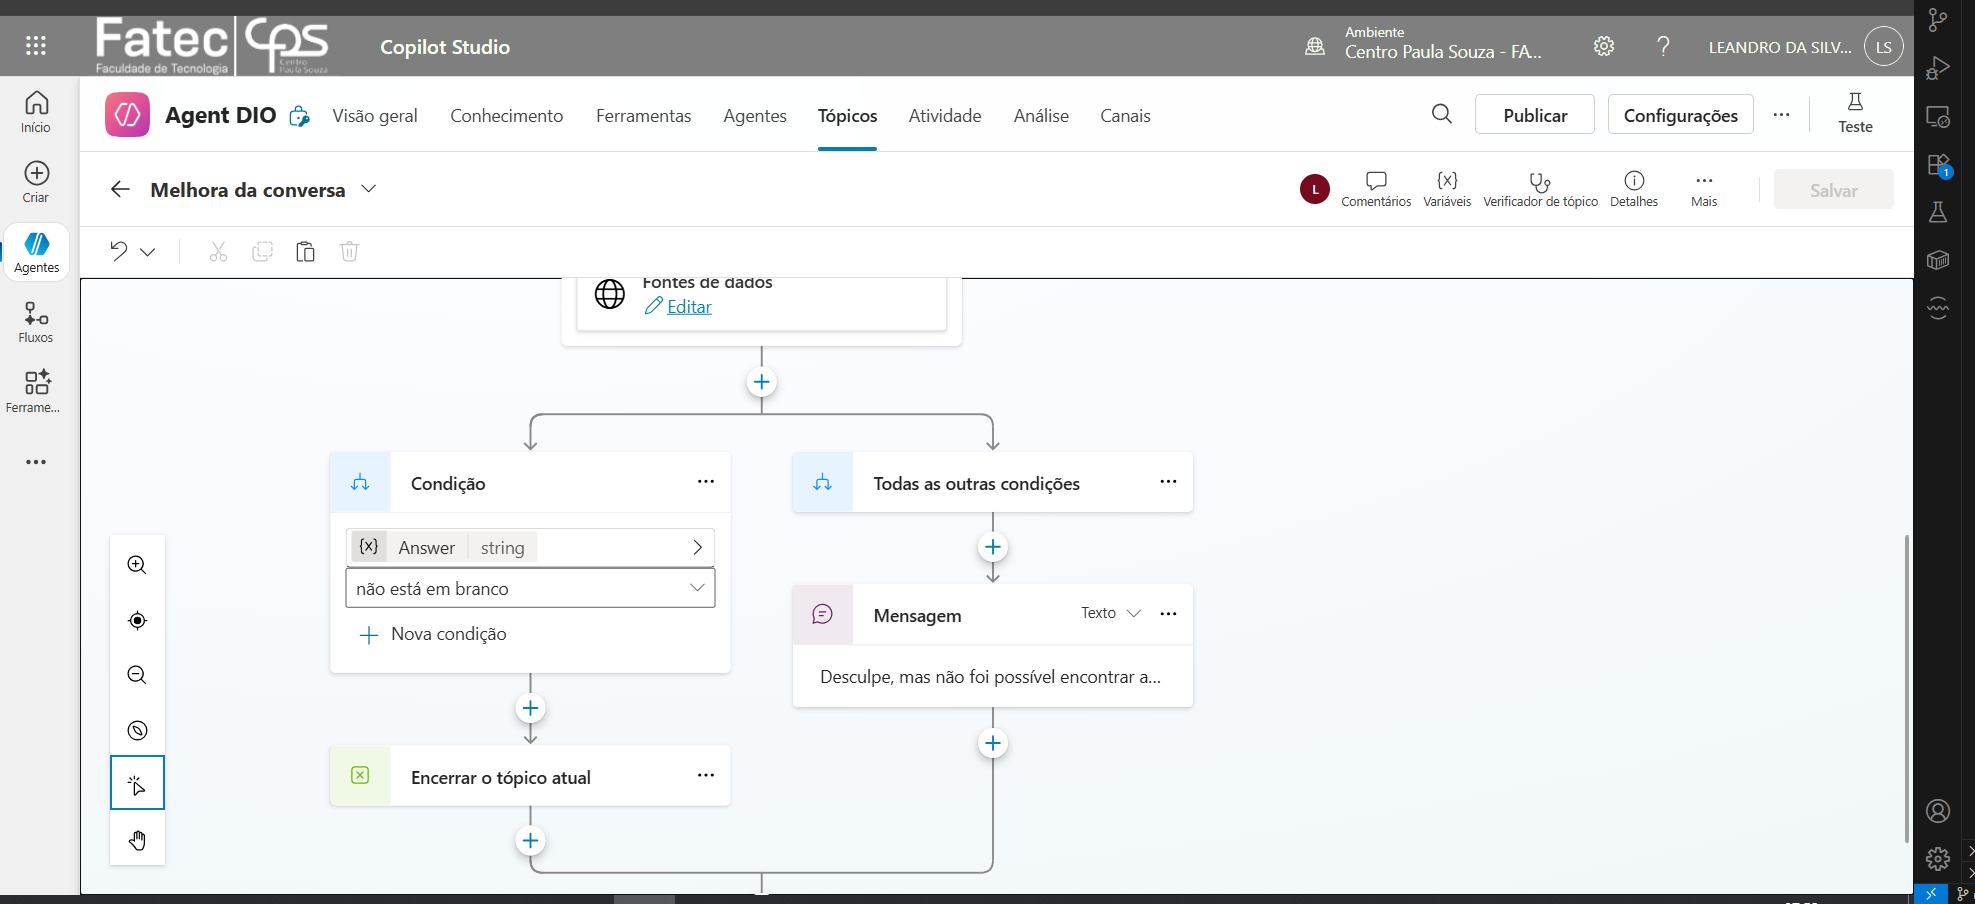 Fatec
Faculdade de Tecnologia
CPS
Centro
Paula Souza
Copilot Studio
Ambiente
Centro Paula Souza - FA...
?
LEANDRO DA SILV...
LS
Início
Criar
Agentes
Fluxos
Ferrame...
Agent DIO
Visão geral
Conhecimento
Ferramentas
Agentes
Tópicos
Atividade
Análise
Canais
Publicar
Configurações
Teste
Melhora da conversa
L
Comentários
{x}
Variáveis
Verificador de tópico
Detalhes
Mais
Salvar
Fontes de dados
Editar
Condição
{x} Answer string
não está em branco
Nova condição
Encerrar o tópico atual
Todas as outras condições
Mensagem
Texto
Desculpe, mas não foi possível encontrar a...
1